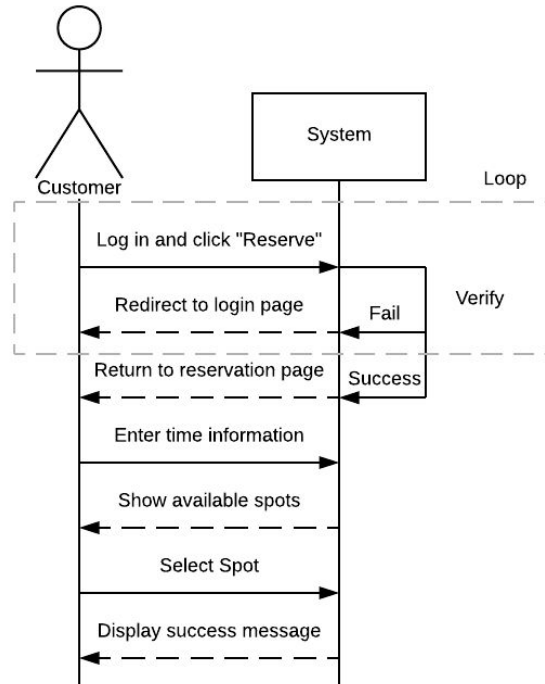 System
Customer
Loop
Log in and click "Reserve"
Verify
Redirect to login page
Fail
Return to reservation page
Success
Enter time information
Show available spots
Select Spot
Display success message